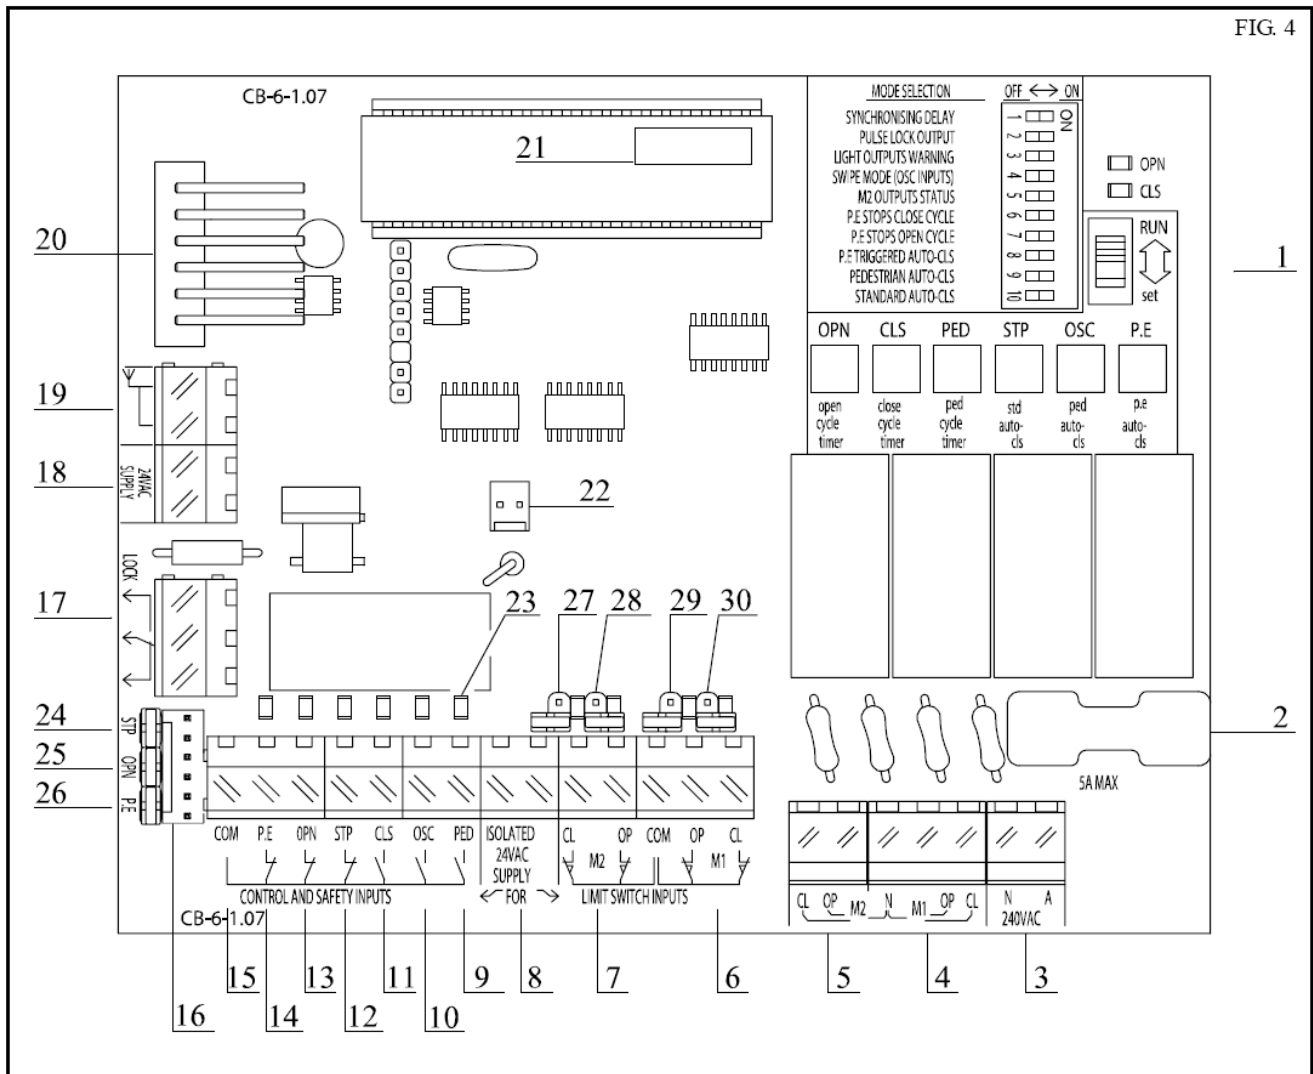 FIG. 4
CB-6-1.07
MODE SELECTION
OFF ↔ ON
SYNCHRONISING DELAY
PULSE LOCK OUTPUT
LIGHT OUTPUTS WARNING
SWIPE MODE (OSC INPUTS)
M2 OUTPUTS STATUS
P.E STOPS CLOSE CYCLE
P.E STOPS OPEN CYCLE
P.E TRIGGERED AUTO-CLS
PEDESTRIAN AUTO-CLS
STANDARD AUTO-CLS
1
2
3
4
5
6
7
8
9
10
ON
OPN
CLS
RUN
set
1
21
20
OPN CLS PED STP OSC P.E
open cycle timer
close cycle timer
ped cycle timer
std auto-cls
ped auto-cls
p.e auto-cls
19
18
24VAC
SUPPLY
22
LOCK
17
23
27
28
29
30
24
STP
25
OPN
26
P.E
2
5A MAX
COM P.E OPN STP CLS OSC PED
ISOLATED
24VAC
SUPPLY
FOR
CL OP COM OP CL
M2 M1
CONTROL AND SAFETY INPUTS
LIMIT SWITCH INPUTS
CL OP M2 N M1 OP CL
N A
240VAC
CB-6-1.07
15 13 11 9 8 7 6 5 4 3
16 14 12 10